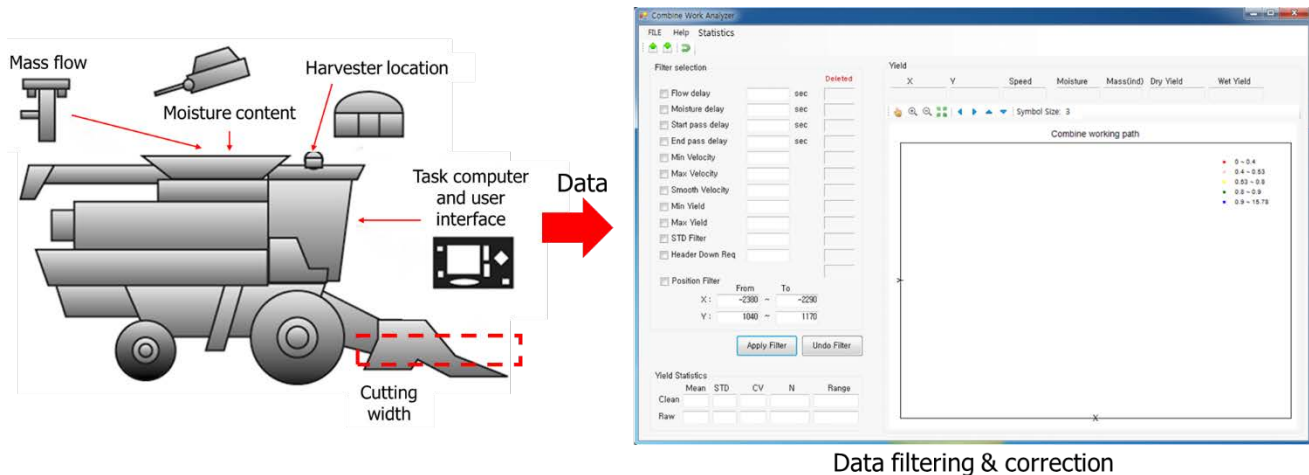 Mass flow
Moisture content
Harvester location
Task computer
and user
interface
Cutting
width
Data
Combine Work Analyzer
FILE Help Statistics
Filter selection
Deleted
Flow delay sec
Moisture delay sec
Start pass delay sec
End pass delay sec
Min Velocity
Max Velocity
Smooth Velocity
Min Yield
Max Yield
STD Filter
Header Down Req
Position Filter
From To
X : -2380 ~ -2290
Y : 1040 ~ 1170
Apply Filter Undo Filter
Yield Statistics
Mean STD CV N Range
Clean
Raw
Yield
X Y Speed Moisture Mass(ind) Dry Yield Wet Yield
Symbol Size: 3
Combine working path
0 ~ 0.4
0.4 ~ 0.53
0.53 ~ 0.8
0.8 ~ 0.9
0.9 ~ 15.78
Y
X
Data filtering & correction